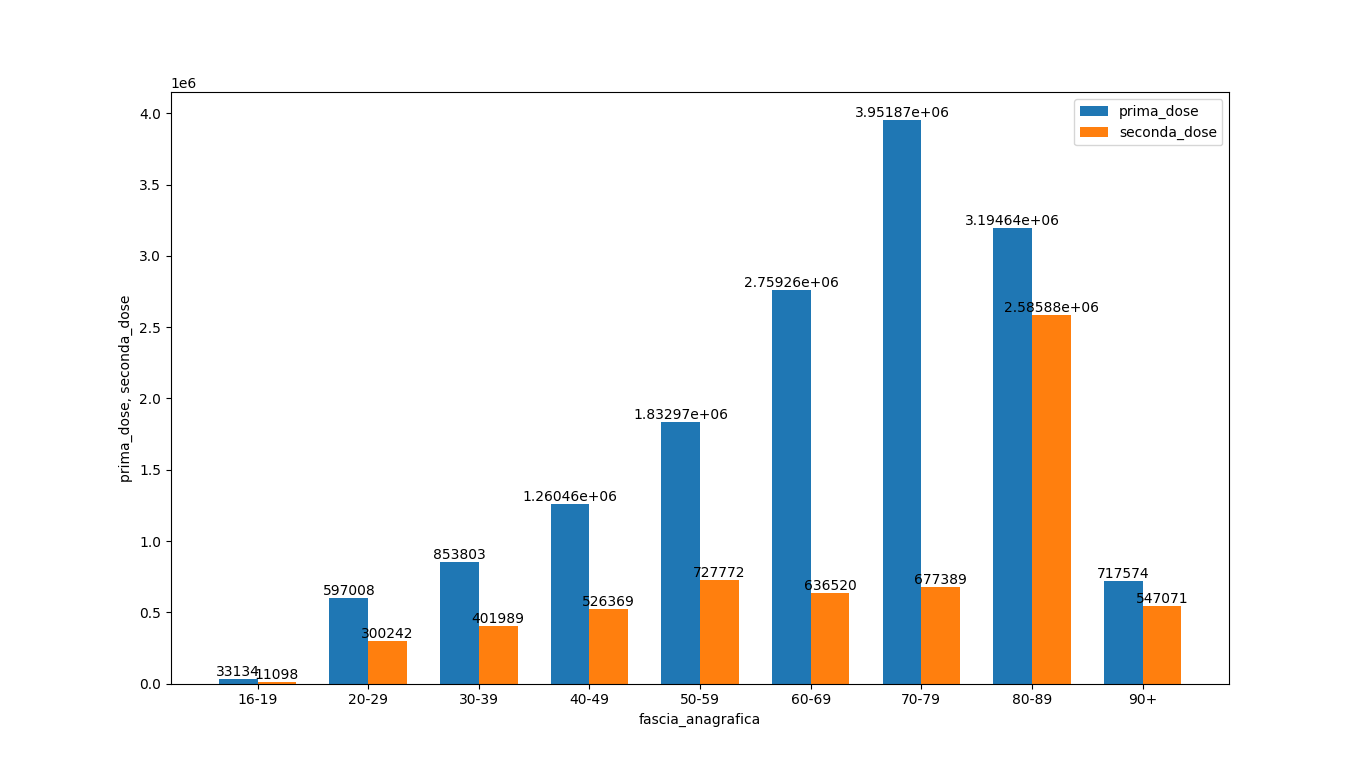 1e6
4.0
3.5
3.0
2.5
2.0
1.5
1.0
0.5
0.0
prima_dose, seconda_dose
prima_dose
seconda_dose
3.95187e+06
3.19464e+06
2.75926e+06
2.58588e+06
1.83297e+06
1.26046e+06
853803
597008
727772
717574
300242
401989
526369
636520
677389
547071
33134
11098
16-19
20-29
30-39
40-49
50-59
60-69
70-79
80-89
90+
fascia_anagrafica